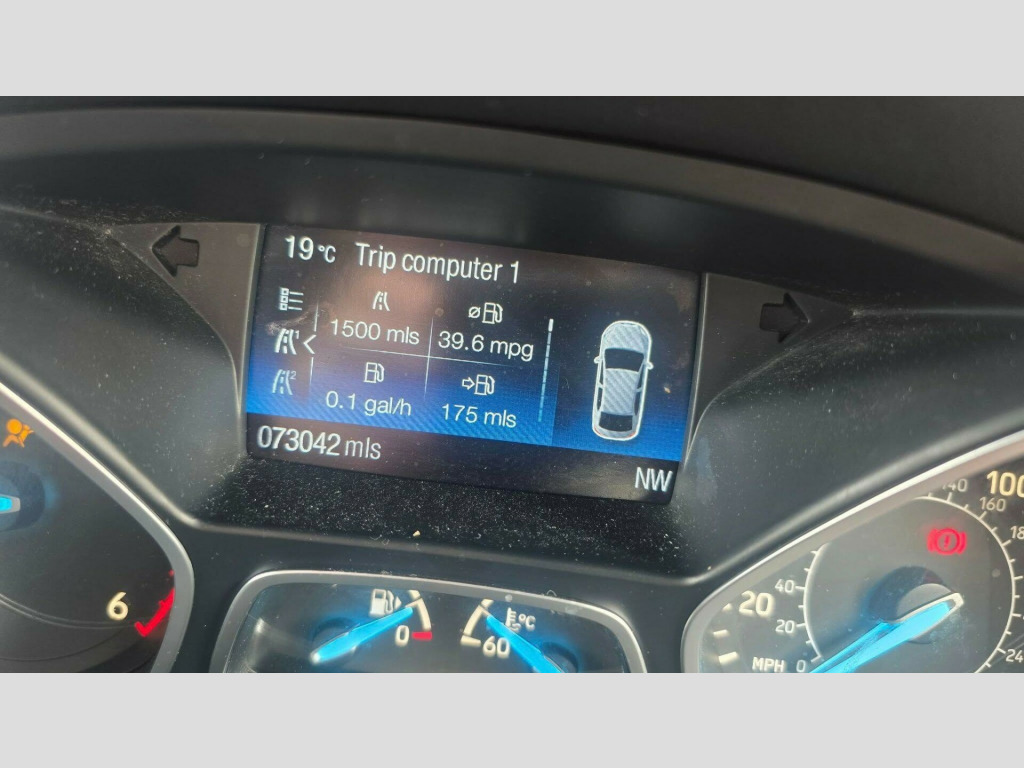 19°C Trip computer 1
1500 mls 39.6 mpg
0.1 gal/h 175 mls
073042 mls
NW
6
0
60 °C
MPH 0 20 40
20 100
140 160